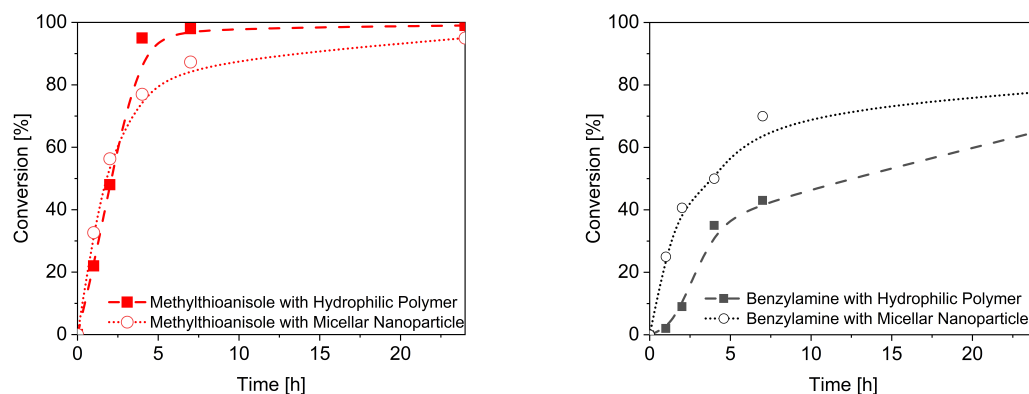 100
80
60
40
20
0
Conversion [%]
Methylthioanisole with Hydrophilic Polymer
Methylthioanisole with Micellar Nanoparticle
0 5 10 15 20
Time [h]
100
80
60
40
20
0
Conversion [%]
Benzylamine with Hydrophilic Polymer
Benzylamine with Micellar Nanoparticle
0 5 10 15 20
Time [h]